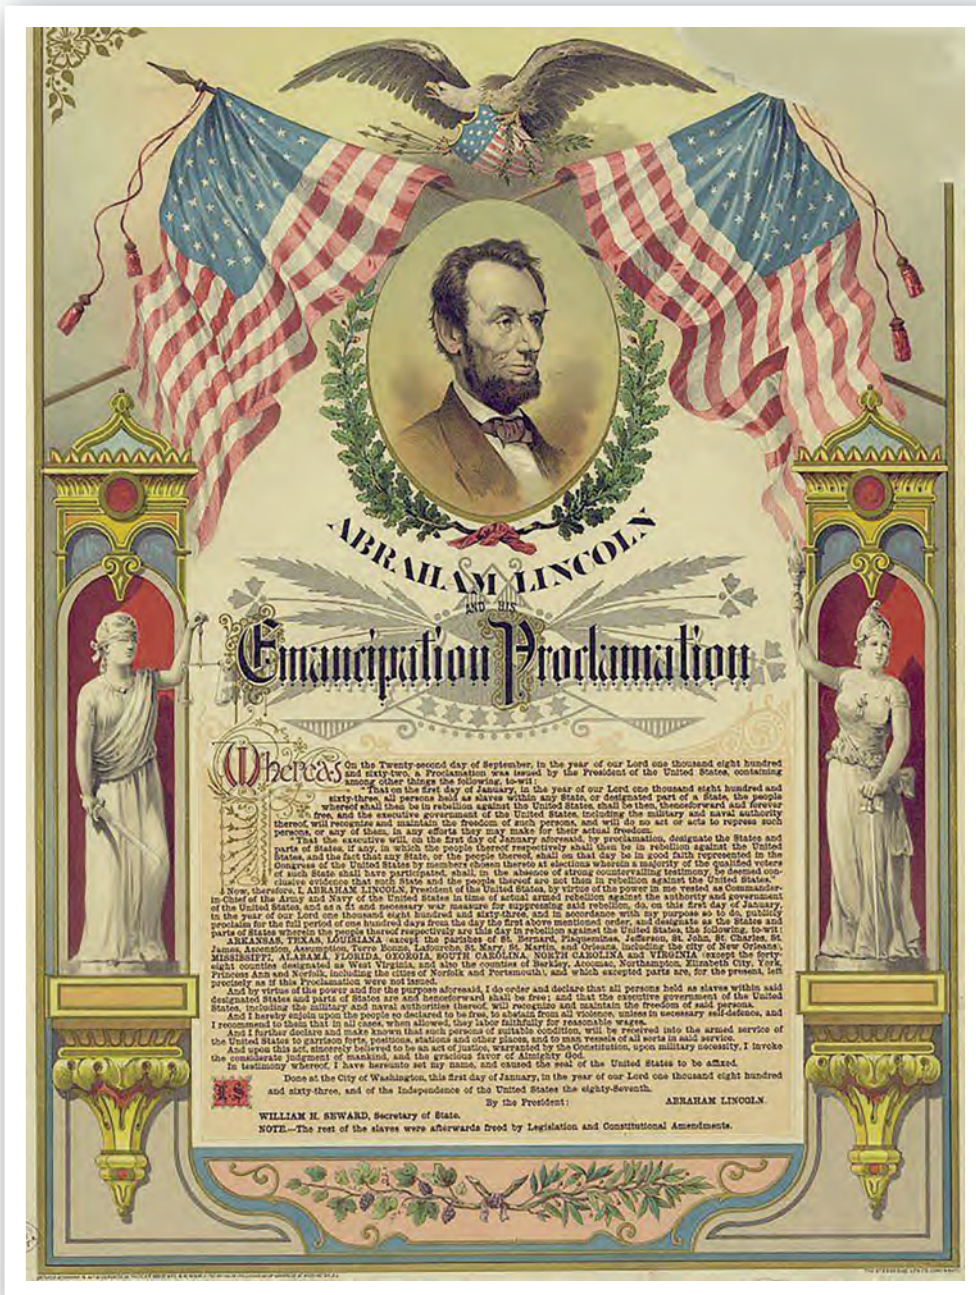 ABRAHAM LINCOLN
AND HIS
Emancipation Proclamation
Whereas On the Twenty-second day of September, in the year of our Lord one thousand eight hundred
and sixty-two, a Proclamation was issued by the President of the United States, containing
among other things the following, to-wit:
"That on the first day of January, in the year of our Lord one thousand eight hundred and
sixty-three, all persons held as slaves within any State, or designated part of a State, the people
whereof shall then be in rebellion against the United States, shall be then, thenceforward and forever
free, and the executive government of the United States, including the military and naval authority
thereof, will recognize and maintain the freedom of such persons, and will do no act or acts to repress such
persons, or any of them, in any efforts they may make for their actual freedom.
"That the executive will, on the first day of January aforesaid, by proclamation, designate the States and
parts of States, if any, in which the people thereof respectively shall then be in rebellion against the United
States, and the fact that any State, or the people thereof, shall on that day be in good faith represented in the
Congress of the United States by members chosen thereto at elections wherein a majority of the qualified voters
of such State shall have participated, shall, in the absence of strong countervailing testimony, be deemed con-
clusive evidence that such State and the people thereof are not then in rebellion against the United States."
Now, therefore, I, ABRAHAM LINCOLN, President of the United States, by virtue of the power in me vested as Commander-
in-Chief of the Army and Navy of the United States in time of actual armed rebellion against the authority and government
of the United States, and as a fit and necessary war measure for suppressing said rebellion, do, on this first day of January,
in the year of our Lord one thousand eight hundred and sixty-three, and in accordance with my purpose so to do, publicly
proclaim for the full period of one hundred days from the day the first above mentioned order, and designate as the States and
parts of States wherein the people thereof respectively are this day in rebellion against the United States, the following, to-wit:
ARKANSAS, TEXAS, LOUISIANA (except the parishes of St. Bernard, Plaquemines, Jefferson, St. John, St. Charles, St.
James, Ascension, Assumption, Terre Bonne, Lafourche, St. Mary, St. Martin, and Orleans, including the city of New Orleans),
MISSISSIPPI, ALABAMA, FLORIDA, GEORGIA, SOUTH CAROLINA, NORTH CAROLINA and VIRGINIA (except the forty-
eight counties designated as West Virginia, and also the counties of Berkley, Accomac, Northampton, Elizabeth City, York,
Princess Ann and Norfolk, including the cities of Norfolk and Portsmouth), and which excepted parts are, for the present, left
precisely as if this Proclamation were not issued.
And by virtue of the power and for the purpose aforesaid, I do order and declare that all persons held as slaves within said
designated States and parts of States are and henceforward shall be free; and that the executive government of the United
States, including the military and naval authorities thereof, will recognize and maintain the freedom of said persons.
And I hereby enjoin upon the people so declared to be free, to abstain from all violence, unless in necessary self-defence, and
I recommend to them that in all cases, when allowed, they labor faithfully for reasonable wages.
And I further declare and make known that such persons of suitable condition, will be received into the armed service of
the United States to garrison forts, positions, stations and other places, and to man vessels of all sorts in said service.
And upon this act, sincerely believed to be an act of justice, warranted by the Constitution, upon military necessity, I invoke
the considerate judgment of mankind, and the gracious favor of Almighty God.
In testimony whereof, I have hereunto set my name, and caused the seal of the United States to be affixed.
L S
Done at the City of Washington, this first day of January, in the year of our Lord one thousand eight hundred
and sixty-three, and of the Independence of the United States the eighty-Seventh.
By the President: ABRAHAM LINCOLN.
WILLIAM H. SEWARD, Secretary of State.
NOTE.—The rest of the slaves were afterwards freed by Legislation and Constitutional Amendments.